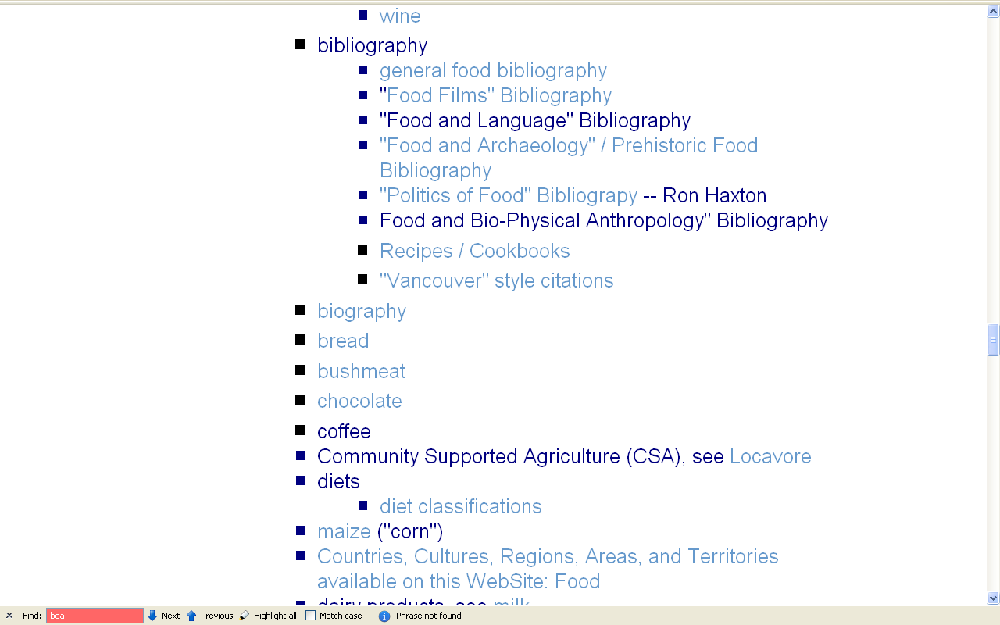 wine
bibliography
general food bibliography
"Food Films" Bibliography
"Food and Language" Bibliography
"Food and Archaeology" / Prehistoric Food
Bibliography
"Politics of Food" Bibliograpy -- Ron Haxton
Food and Bio-Physical Anthropology" Bibliography
Recipes / Cookbooks
"Vancouver" style citations
biography
bread
bushmeat
chocolate
coffee
Community Supported Agriculture (CSA), see Locavore
diets
diet classifications
maize ("corn")
Countries, Cultures, Regions, Areas, and Territories
available on this WebSite: Food
dairy products, see milk
Find: bea Next Previous Highlight all Match case Phrase not found